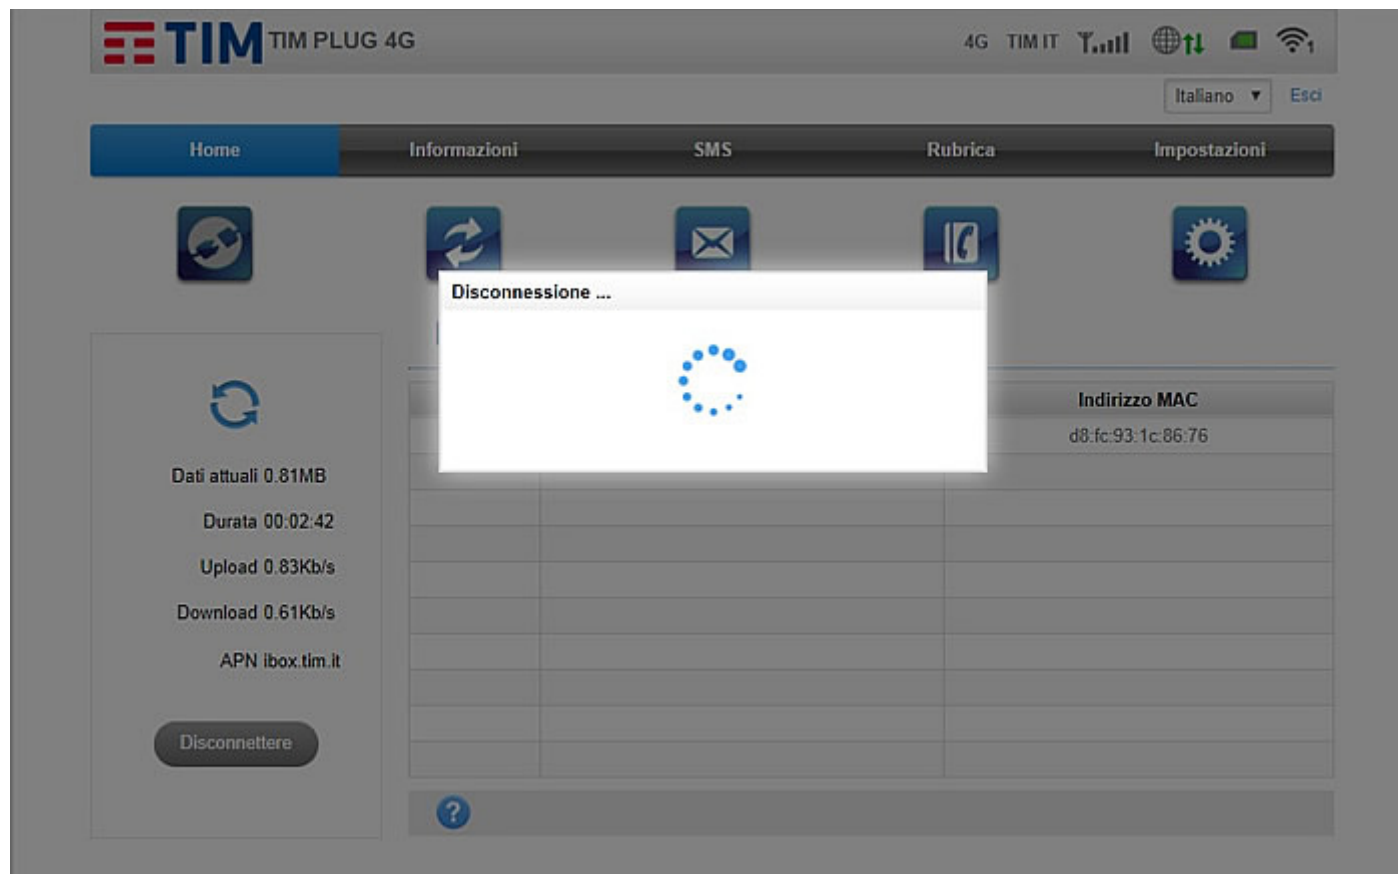 TIM TIM PLUG 4G
4G TIM IT 1
Italiano Esci
Home Informazioni SMS Rubrica Impostazioni
Disconnessione ...
Indirizzo MAC
d8:fc:93:1c:86:76
Dati attuali 0.81MB
Durata 00:02:42
Upload 0.83Kb/s
Download 0.61Kb/s
APN ibox.tim.it
Disconnettere
?